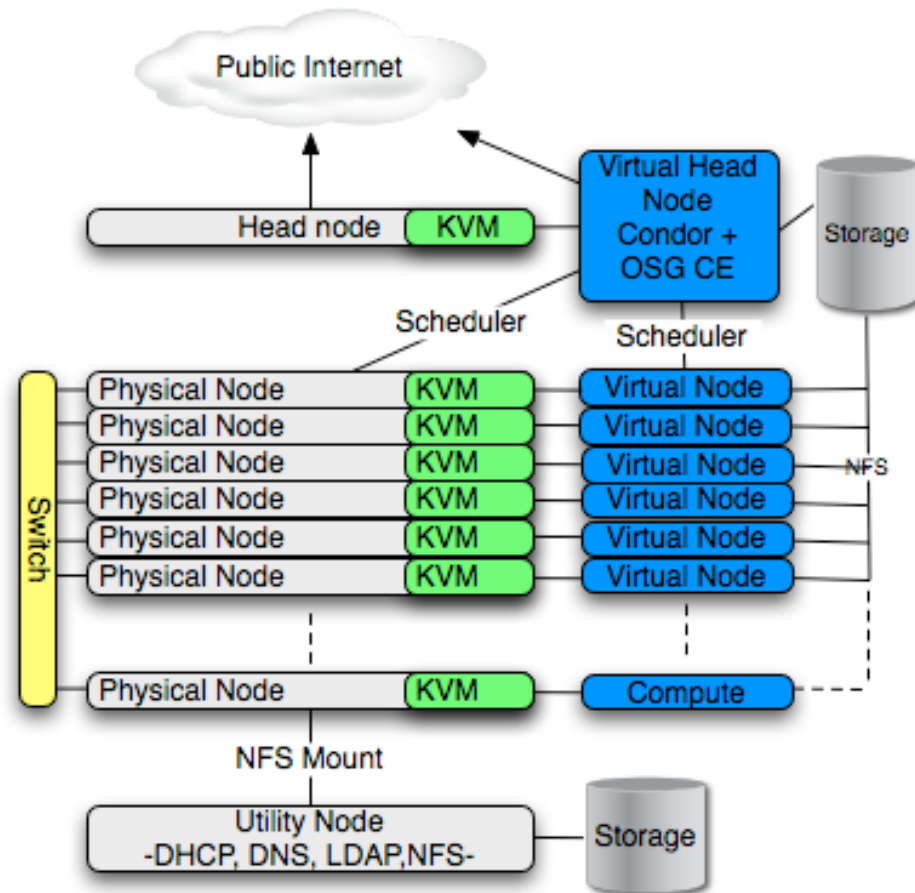 Public Internet
Virtual Head
Node
Condor +
OSG CE
Storage
Head node
KVM
Scheduler
Scheduler
Switch
Physical Node KVM Virtual Node
Physical Node KVM Virtual Node
Physical Node KVM Virtual Node
NFS
Physical Node KVM Virtual Node
Physical Node KVM Virtual Node
Physical Node KVM Virtual Node
Physical Node KVM Compute
NFS Mount
Utility Node
-DHCP, DNS, LDAP,NFS-
Storage